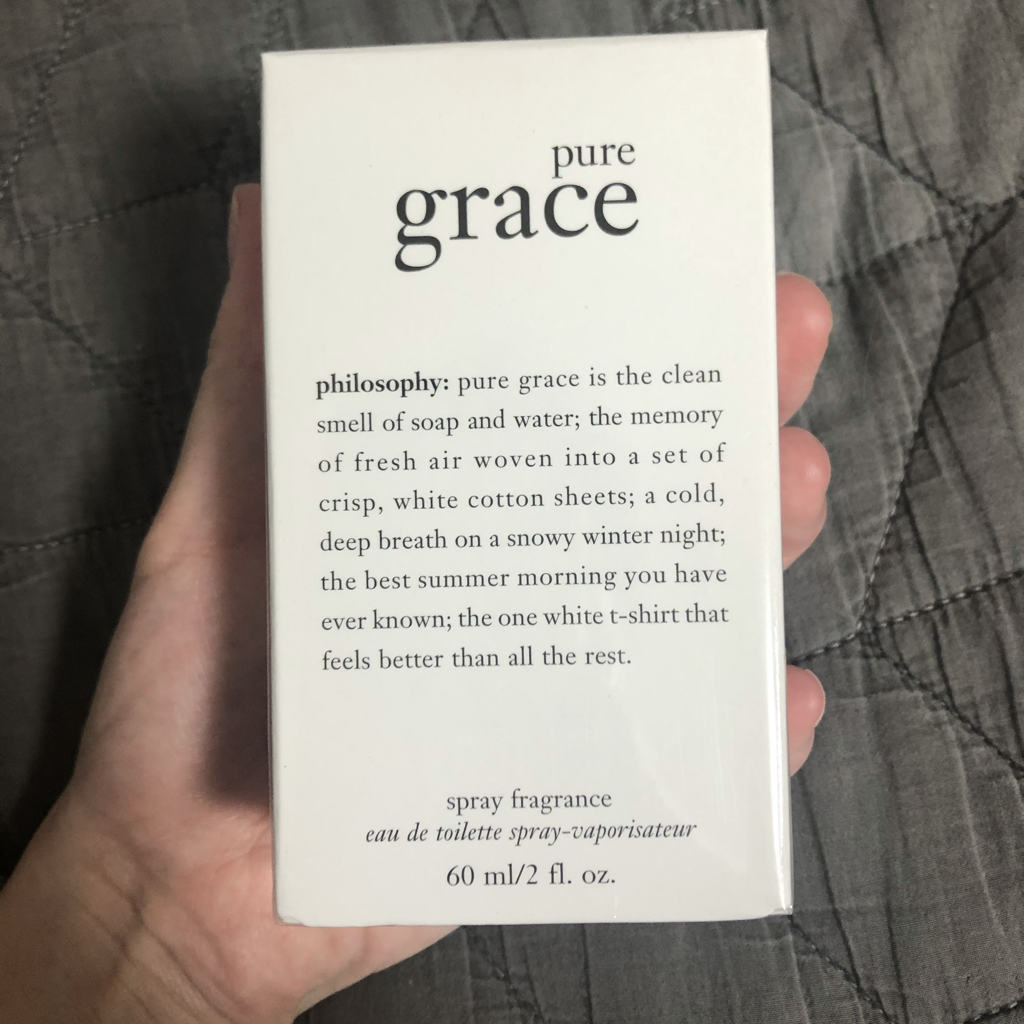 pure
grace
philosophy: pure grace is the clean
smell of soap and water; the memory
of fresh air woven into a set of
crisp, white cotton sheets; a cold,
deep breath on a snowy winter night;
the best summer morning you have
ever known; the one white t-shirt that
feels better than all the rest.
spray fragrance
eau de toilette spray-vaporisateur
60 ml/2 fl. oz.